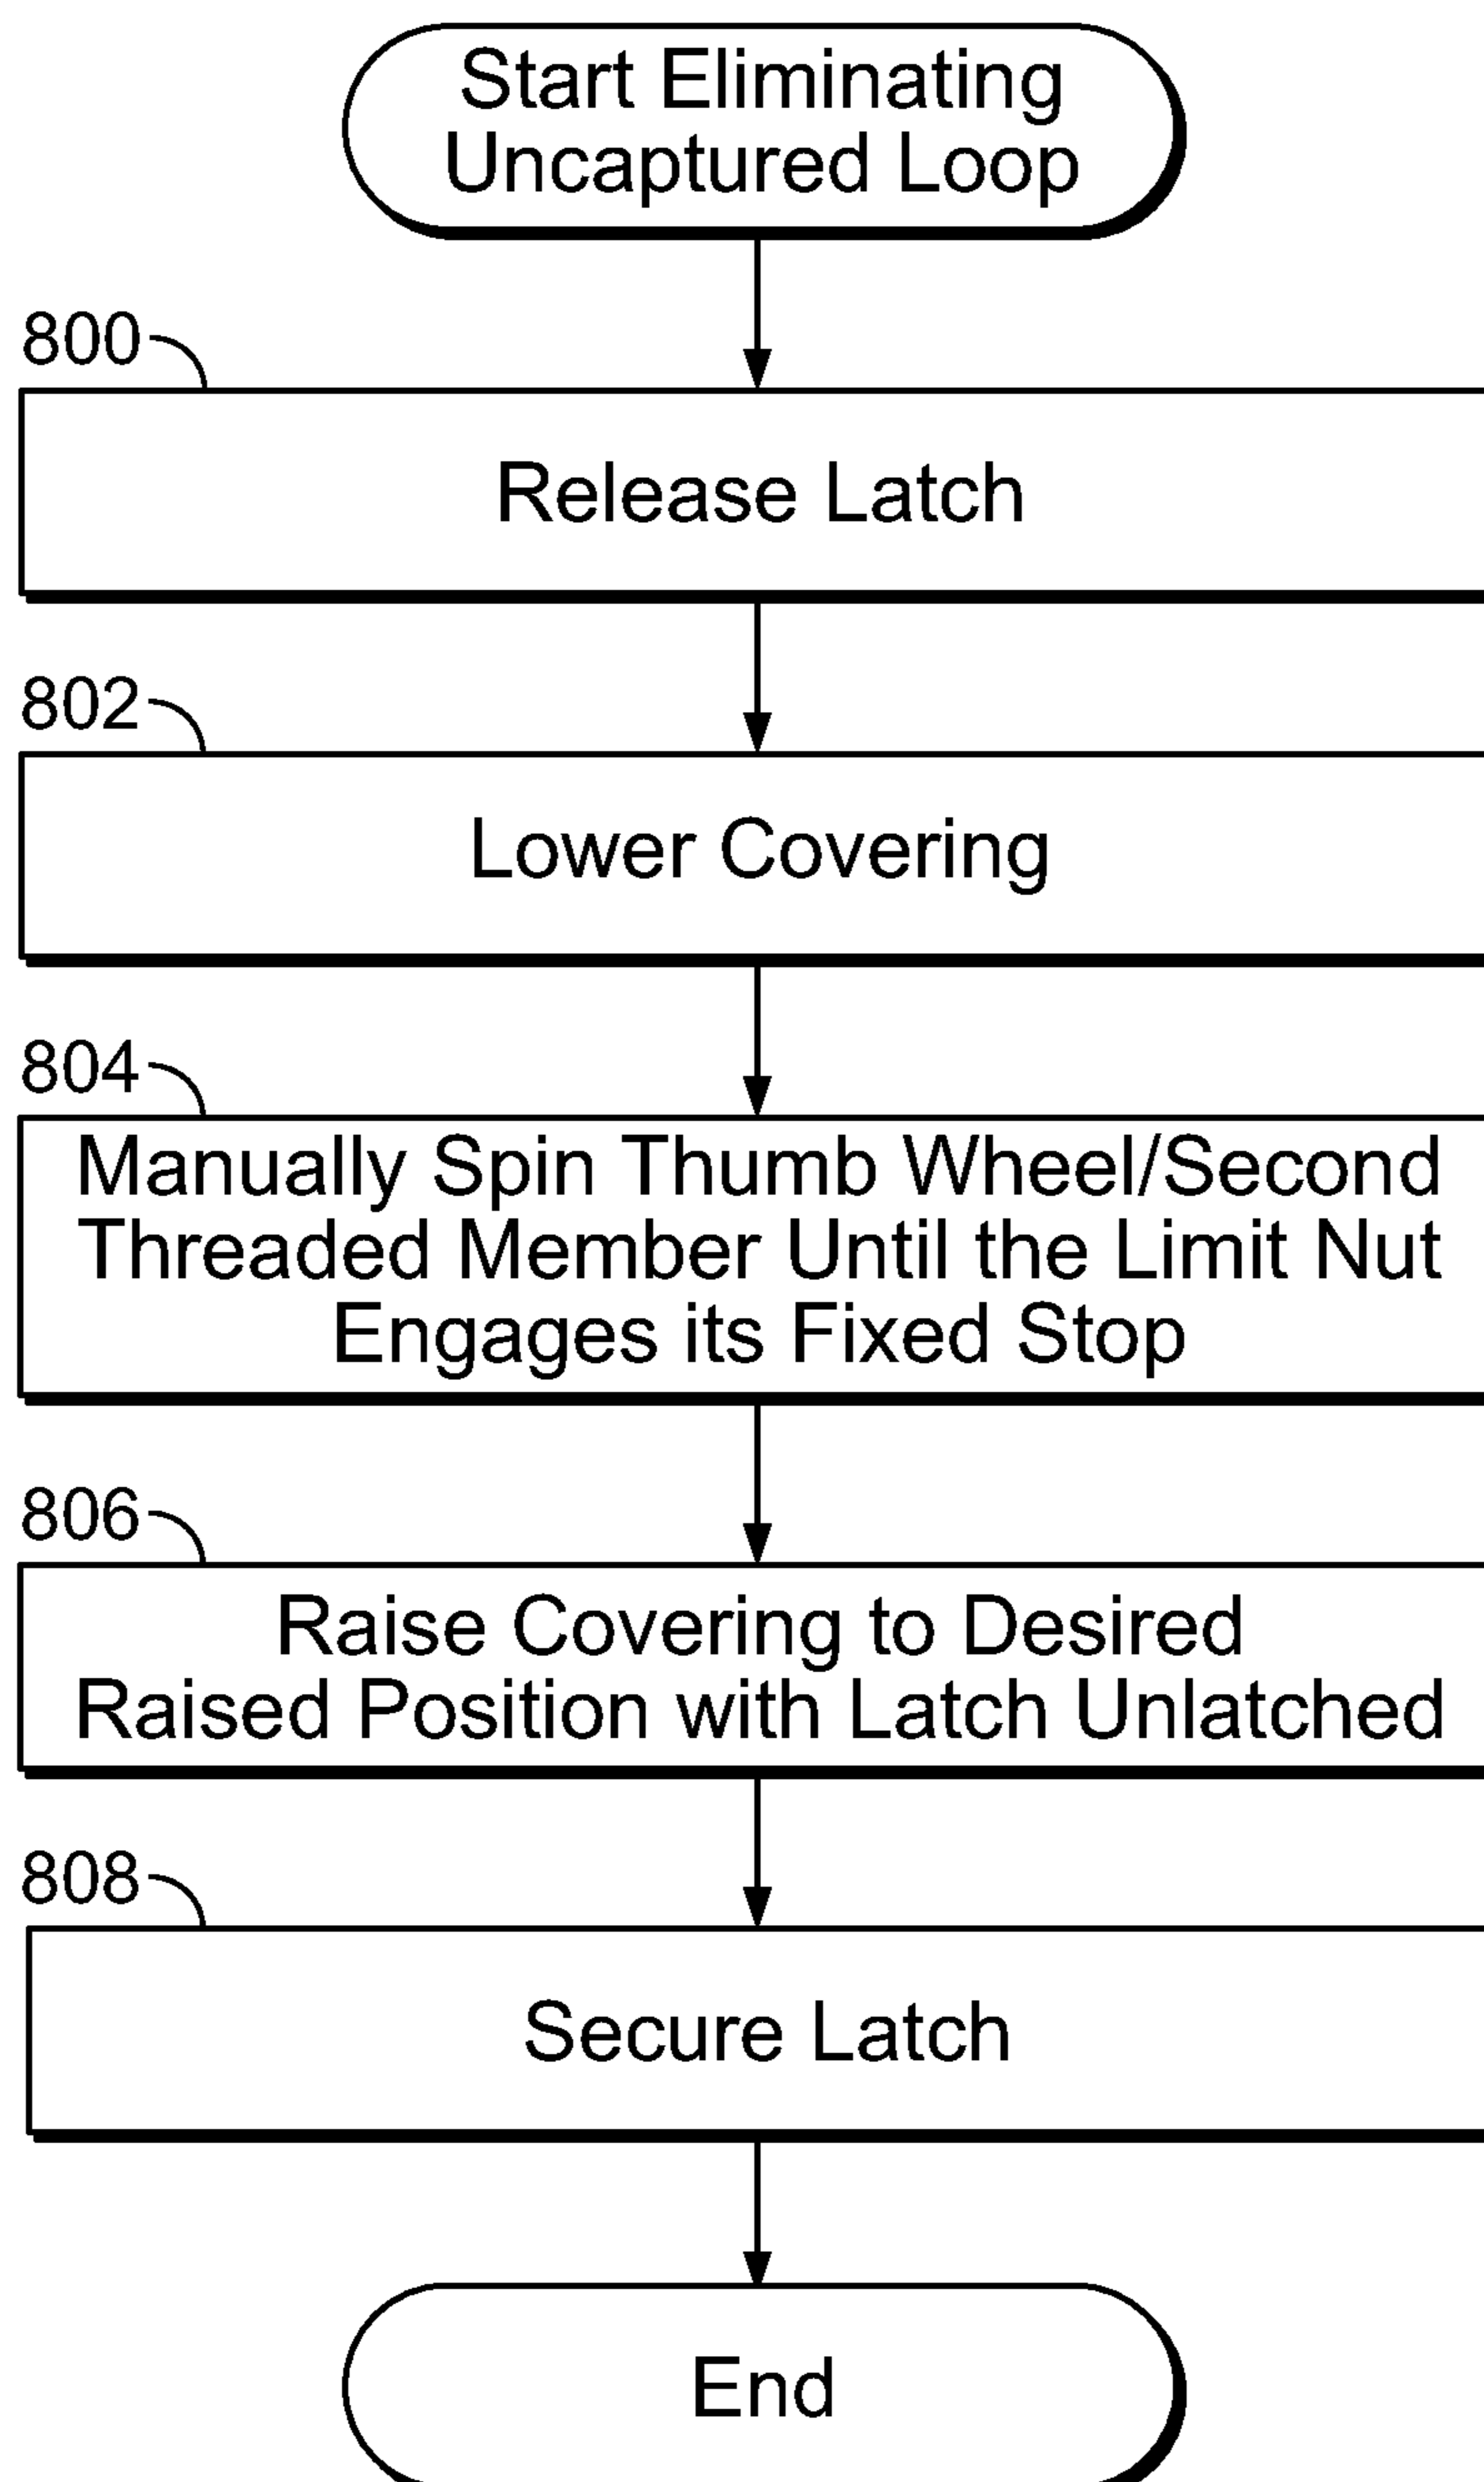 Start Eliminating
Uncaptured Loop
800
Release Latch
802
Lower Covering
804
Manually Spin Thumb Wheel/Second
Threaded Member Until the Limit Nut
Engages its Fixed Stop
806
Raise Covering to Desired
Raised Position with Latch Unlatched
808
Secure Latch
End